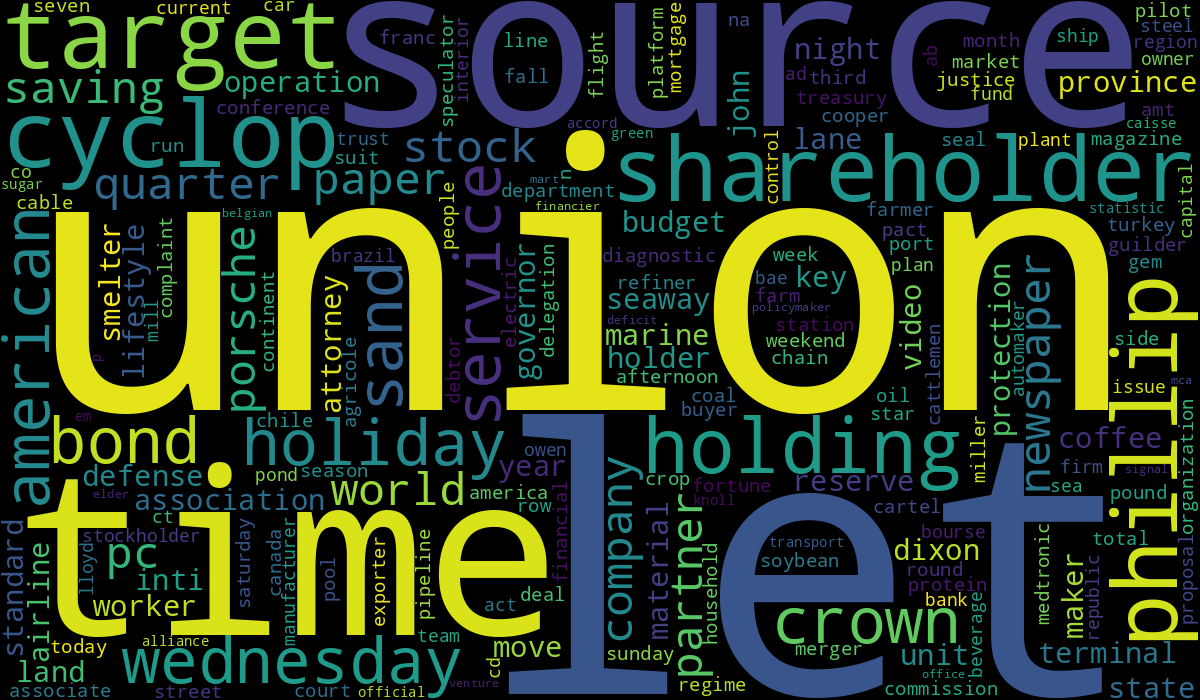 seven
current
car
franc
speculator
interior
source
line
fall
flight
platform
mortgage
na
night
ad
third
treasury
cooper
month
ab
market
justice
fund
ship
pilot
steel
region
owner
province
target
saving
operation
conference
john
amt
cyclop
run
trust
suit
stock
accord
green
lane
seal
plant
caisse
magazine
co
sugar
cable
quarter
paper
service
mart
n
department
financier
shareholder
control
capital
belgian
people
budget
farmer
pact
port
plan
statistic
turkey
guilder
gem
american
smelter
lifestyle
mill
complaint
porsche
continent
brazil
attorney
sand
union
electric
governor
delegation
diagnostic
refiner
seaway
marine
holder
afternoon
week
bae
key
farm
policymaker
station
weekend
chain
deficit
video
cattlemen
protection
automaker
newspaper
side
issue
mca
phillip
p
agricole
debtor
coal
buyer
oil
star
em
bond
chile
holiday
owen
year
holding
miller
coffee
firm
signal
defense
pond
season
world
america
row
crop
fortune
knoll
reserve
cartel
sea
pound
organization
elder
association
time
let
ct
stockholder
standard
airline
lloyd
pc
inti
worker
saturday
canada
manufacturer
pool
exporter
pipeline
act
deal
financial
company
material
partner
household
transport
soybean
bourse
dixon
round
protein
bank
medtronic
maker
republic
total
proposal
today
alliance
team
cd
move
sunday
crown
merger
beverage
unit
terminal
land
wednesday
venture
regime
office
commission
state
associate
street
court
official